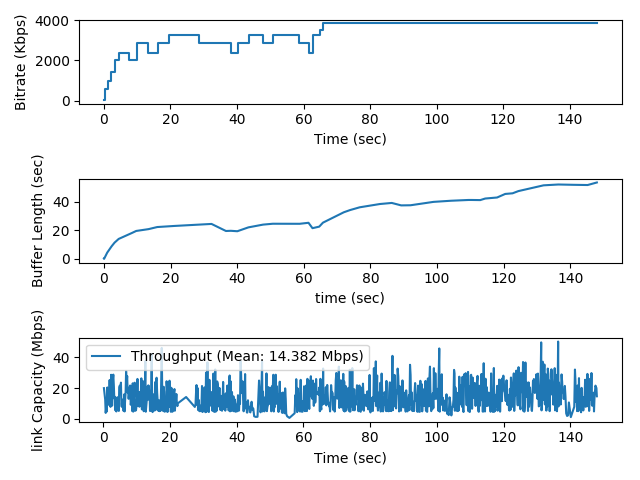 4000
2000
0
Bitrate (Kbps)
0 20 40 60 80 100 120 140
Time (sec)
40
20
0
Buffer Length (sec)
0 20 40 60 80 100 120 140
time (sec)
40
20
0
link Capacity (Mbps)
Throughput (Mean: 14.382 Mbps)
0 20 40 60 80 100 120 140
Time (sec)